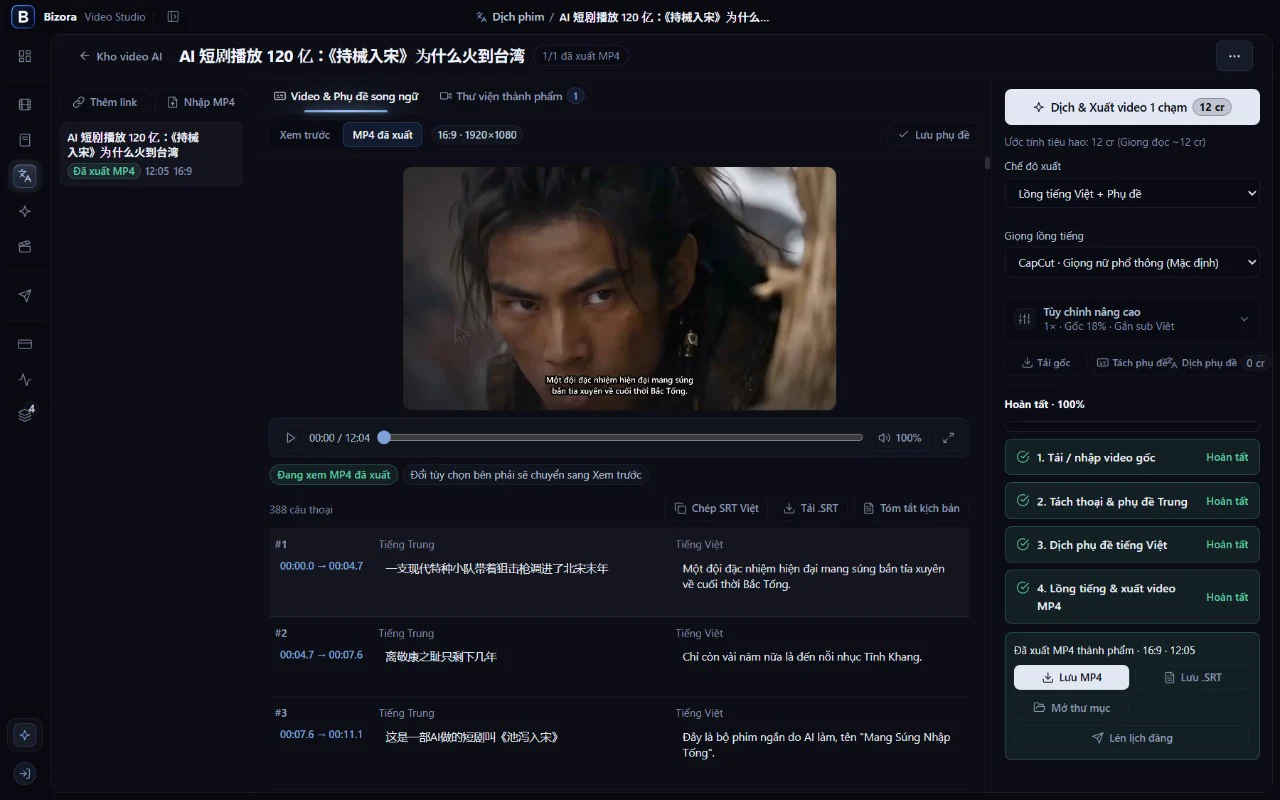 B Bizora Video Studio
Dịch phim / AI 短剧播放 120 亿：《持械入宋》为什么...
Kho video AI
AI 短剧播放 120 亿：《持械入宋》为什么火到台湾
1/1 đã xuất MP4
Thêm link
Nhập MP4
AI 短剧播放 120 亿：《持械
入宋》为什么火到台湾
Đã xuất MP4 12:05 16:9
4
Video & Phụ đề song ngữ
Thư viện thành phẩm 1
Xem trước
MP4 đã xuất
16:9 · 1920×1080
Lưu phụ đề
Một đội đặc nhiệm hiện đại mang súng
bắn tỉa xuyên về cuối thời Bắc Tống.
00:00 / 12:04
100%
Đang xem MP4 đã xuất
Đổi tùy chọn bên phải sẽ chuyển sang Xem trước
388 câu thoại
Chép SRT Việt
Tải .SRT
Tóm tắt kịch bản
#1
Tiếng Trung
Tiếng Việt
00:00.0 → 00:04.7
一支现代特种小队带着狙击枪调进了北宋末年
Một đội đặc nhiệm hiện đại mang súng bắn tỉa xuyên
về cuối thời Bắc Tống.
#2
Tiếng Trung
Tiếng Việt
00:04.7 → 00:07.6
离敬康之耻只剩下几年
Chỉ còn vài năm nữa là đến nỗi nhục Tĩnh Khang.
#3
Tiếng Trung
Tiếng Việt
00:07.6 → 00:11.1
这是一部AI做的短剧叫《池泻入宋》
Đây là bộ phim ngắn do AI làm, tên "Mang Súng Nhập
Tống".
Dịch & Xuất video 1 chạm 12 cr
Ước tính tiêu hao: 12 cr (Giọng đọc ~12 cr)
Chế độ xuất
Lồng tiếng Việt + Phụ đề
Giọng lồng tiếng
CapCut · Giọng nữ phổ thông (Mặc định)
Tùy chỉnh nâng cao
1× · Gốc 18% · Gắn sub Việt
Tải gốc
Tách phụ đề
Dịch phụ đề 0 cr
Hoàn tất · 100%
1. Tải / nhập video gốc Hoàn tất
2. Tách thoại & phụ đề Trung Hoàn tất
3. Dịch phụ đề tiếng Việt Hoàn tất
4. Lồng tiếng & xuất video
MP4
Hoàn tất
Đã xuất MP4 thành phẩm · 16:9 · 12:05
Lưu MP4
Lưu .SRT
Mở thư mục
Lên lịch đăng